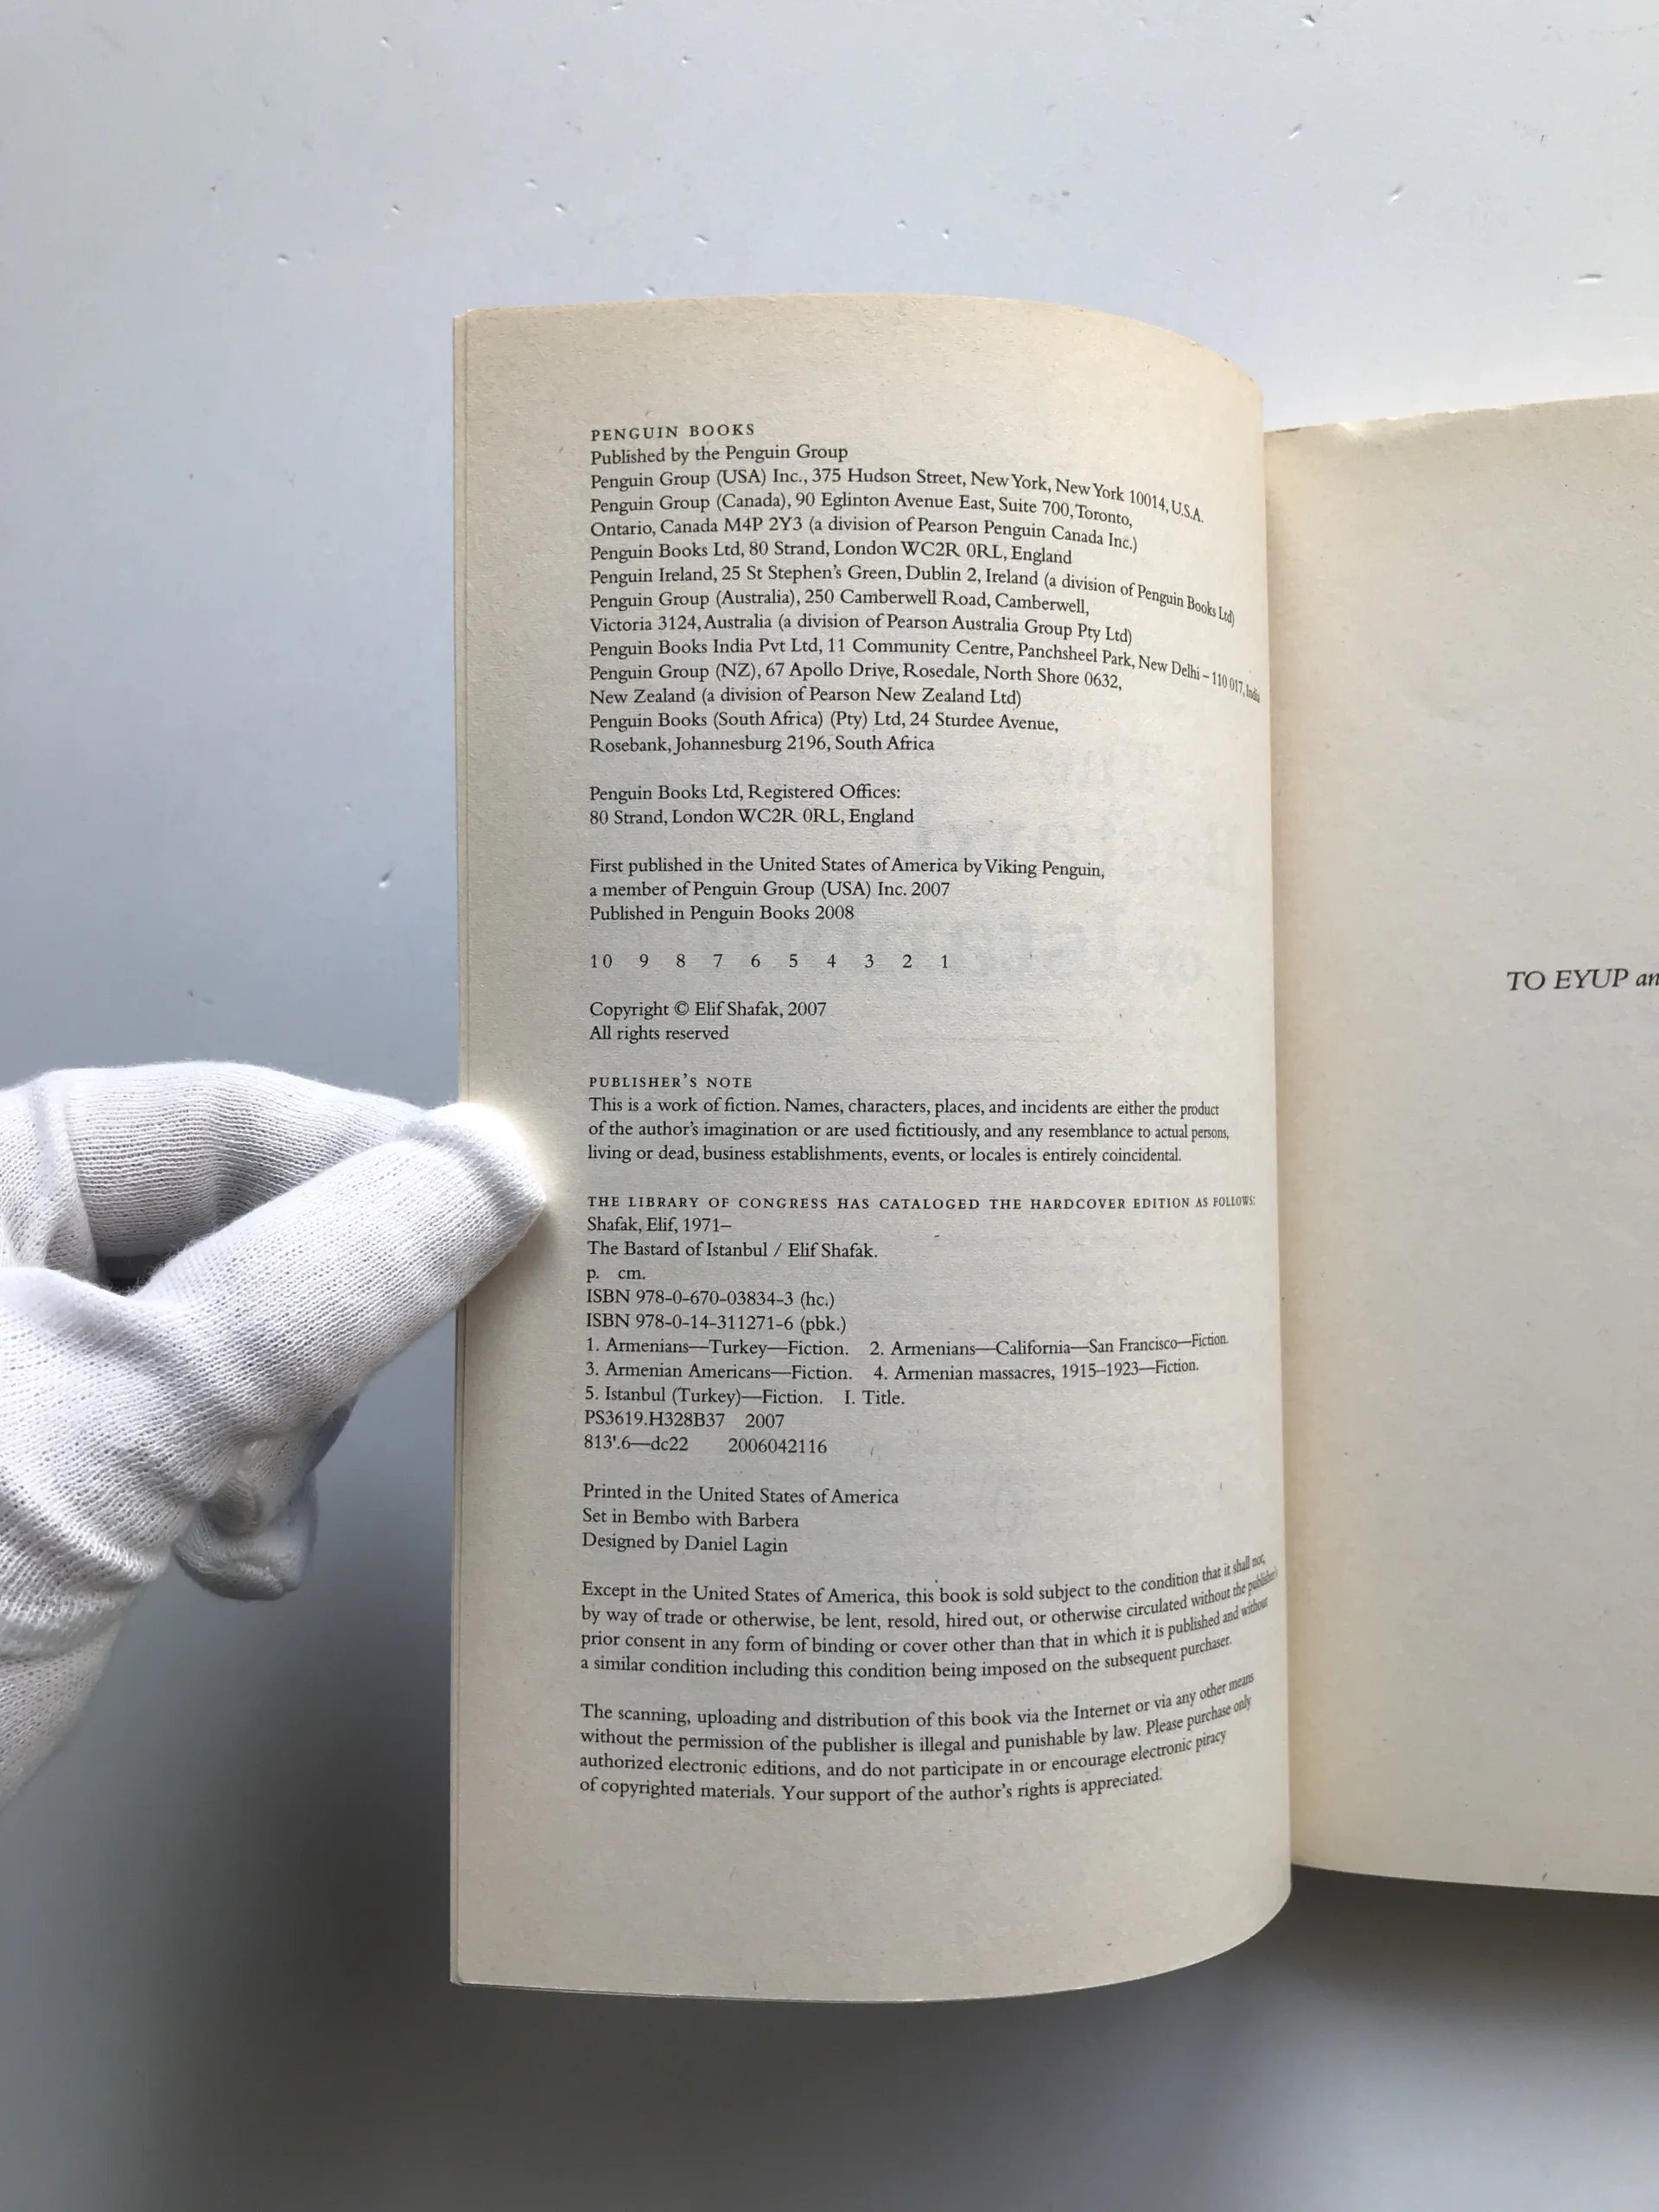 PENGUIN BOOKS
Published by the Penguin Group
Penguin Group (USA) Inc., 375 Hudson Street, New York, New York 10014, U.S.A.
Penguin Group (Canada), 90 Eglinton Avenue East, Suite 700, Toronto,
Ontario, Canada M4P 2Y3 (a division of Pearson Penguin Canada Inc.)
Penguin Books Ltd, 80 Strand, London WC2R 0RL, England
Penguin Ireland, 25 St Stephen's Green, Dublin 2, Ireland (a division of Penguin Books Ltd)
Penguin Group (Australia), 250 Camberwell Road, Camberwell,
Victoria 3124, Australia (a division of Pearson Australia Group Pty Ltd)
Penguin Books India Pvt Ltd, 11 Community Centre, Panchsheel Park, New Delhi – 110 017, India
Penguin Group (NZ), 67 Apollo Drive, Rosedale, North Shore 0632,
New Zealand (a division of Pearson New Zealand Ltd)
Penguin Books (South Africa) (Pty) Ltd, 24 Sturdee Avenue,
Rosebank, Johannesburg 2196, South Africa
Penguin Books Ltd, Registered Offices:
80 Strand, London WC2R 0RL, England
First published in the United States of America by Viking Penguin,
a member of Penguin Group (USA) Inc. 2007
Published in Penguin Books 2008
10 9 8 7 6 5 4 3 2 1
Copyright © Elif Shafak, 2007
All rights reserved
PUBLISHER'S NOTE
This is a work of fiction. Names, characters, places, and incidents are either the product
of the author's imagination or are used fictitiously, and any resemblance to actual persons,
living or dead, business establishments, events, or locales is entirely coincidental.
THE LIBRARY OF CONGRESS HAS CATALOGED THE HARDCOVER EDITION AS FOLLOWS:
Shafak, Elif, 1971–
The Bastard of Istanbul / Elif Shafak.
p. cm.
ISBN 978-0-670-03834-3 (hc.)
ISBN 978-0-14-311271-6 (pbk.)
1. Armenians—Turkey—Fiction. 2. Armenians—California—San Francisco—Fiction.
3. Armenian Americans—Fiction. 4. Armenian massacres, 1915–1923—Fiction.
5. Istanbul (Turkey)—Fiction. I. Title.
PS3619.H328B37 2007
813'.6—dc22 2006042116
Printed in the United States of America
Set in Bembo with Barbera
Designed by Daniel Lagin
Except in the United States of America, this book is sold subject to the condition that it shall not,
by way of trade or otherwise, be lent, resold, hired out, or otherwise circulated without the publisher's
prior consent in any form of binding or cover other than that in which it is published and without
a similar condition including this condition being imposed on the subsequent purchaser.
The scanning, uploading and distribution of this book via the Internet or via any other means
without the permission of the publisher is illegal and punishable by law. Please purchase only
authorized electronic editions, and do not participate in or encourage electronic piracy
of copyrighted materials. Your support of the author's rights is appreciated.
TO EYUP an